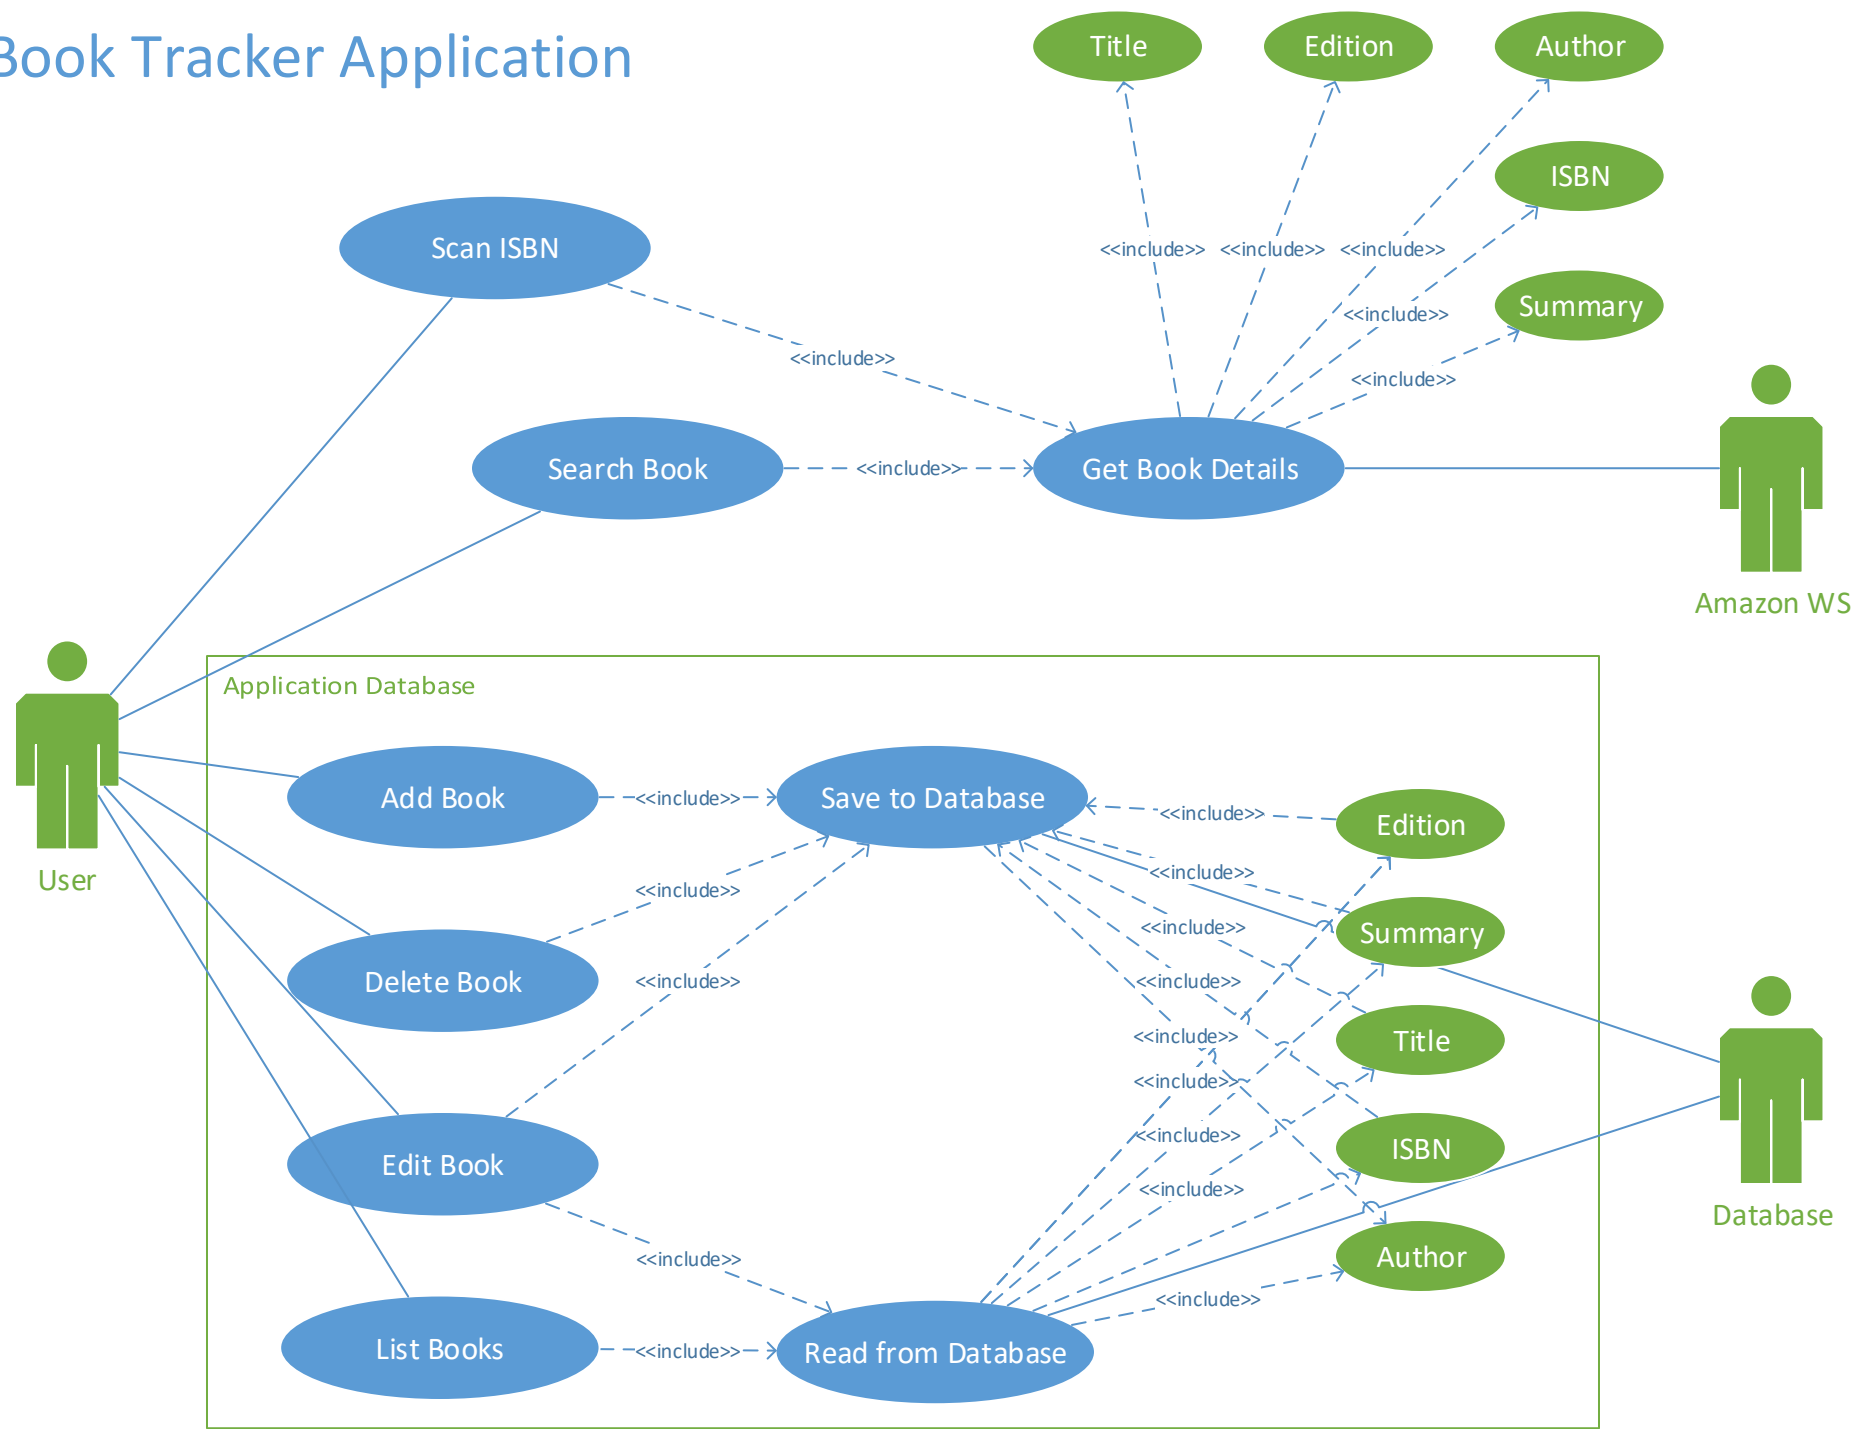 Book Tracker Application
Title
Edition
Author
ISBN
Scan ISBN
<<include>>
<<include>>
<<include>>
Summary
<<include>>
<<include>>
<<include>>
Search Book
<<include>>
Get Book Details
Amazon WS
Application Database
Add Book
<<include>>
Save to Database
<<include>>
Edition
User
<<include>>
<<include>>
Summary
<<include>>
Delete Book
<<include>>
<<include>>
<<include>>
Title
<<include>>
<<include>>
ISBN
Edit Book
<<include>>
Database
<<include>>
Author
<<include>>
List Books
<<include>>
Read from Database